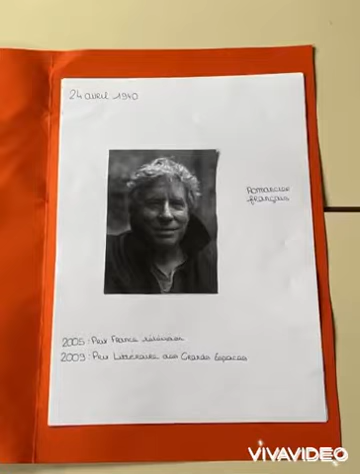 24 avril 1940
Romancier
français
2005 : Prix France
2009 : Prix Littéraire des Grands Espaces
VIVAVIDEO